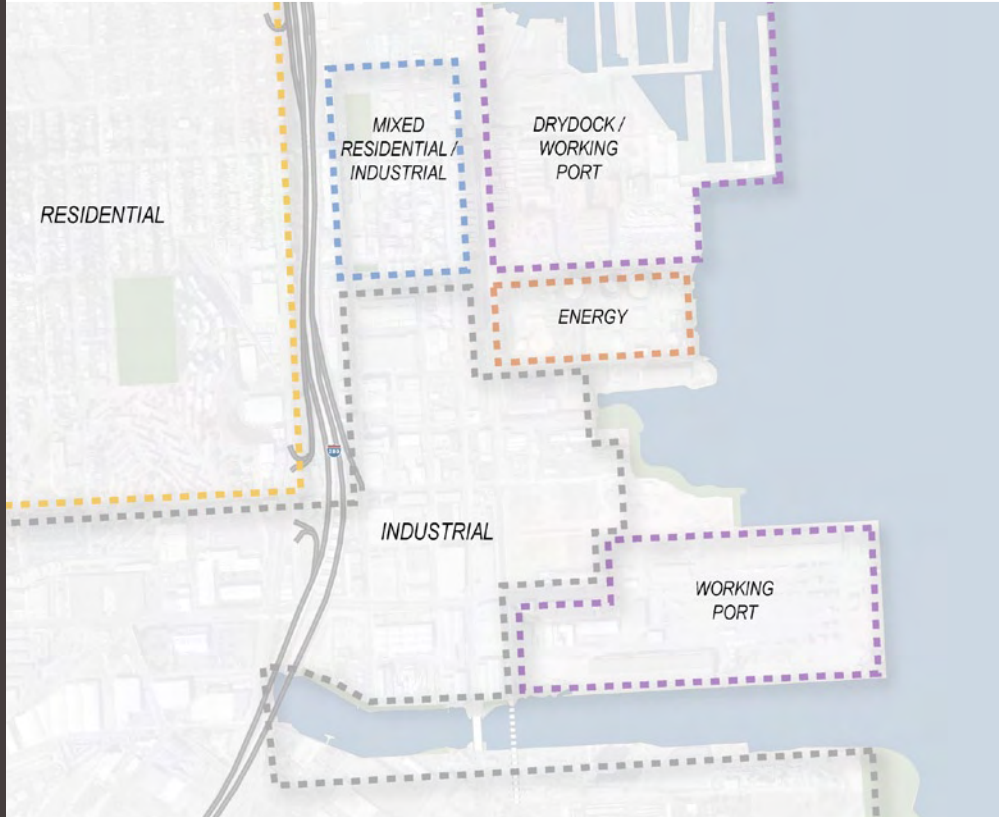 MIXED
RESIDENTIAL /
INDUSTRIAL
DRYDOCK /
WORKING
PORT
RESIDENTIAL
ENERGY
INDUSTRIAL
WORKING
PORT